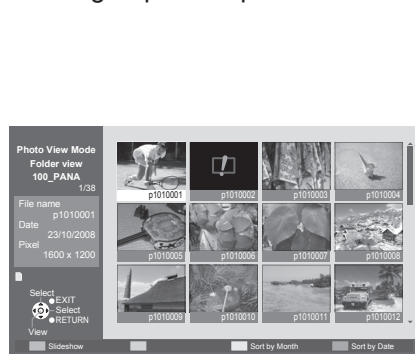 Photo View Mode
Folder view
100_PANA
1/38
File name
p1010001
Date
23/10/2008
Pixel
1600 x 1200
Select
EXIT
Select
RETURN
View
p1010001 p1010002 p1010003 p1010004
p1010005 p1010006 p1010007 p1010008
p1010009 p1010010 p1010011 p1010012
Slideshow Sort by Month Sort by Date